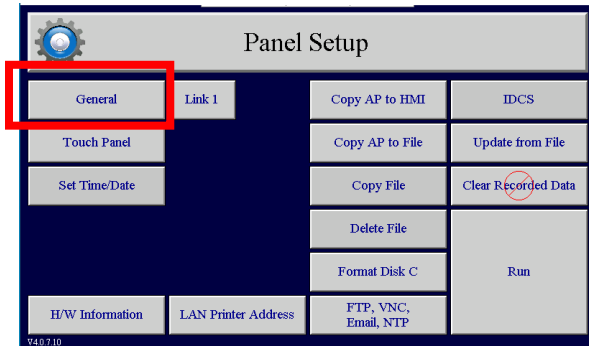 Panel Setup
General
Link 1
Copy AP to HMI
IDCS
Touch Panel
Copy AP to File
Update from File
Set Time/Date
Copy File
Clear Recorded Data
Delete File
Format Disk C
Run
H/W Information
LAN Printer Address
FTP, VNC,
Email, NTP
V4.0.7.10